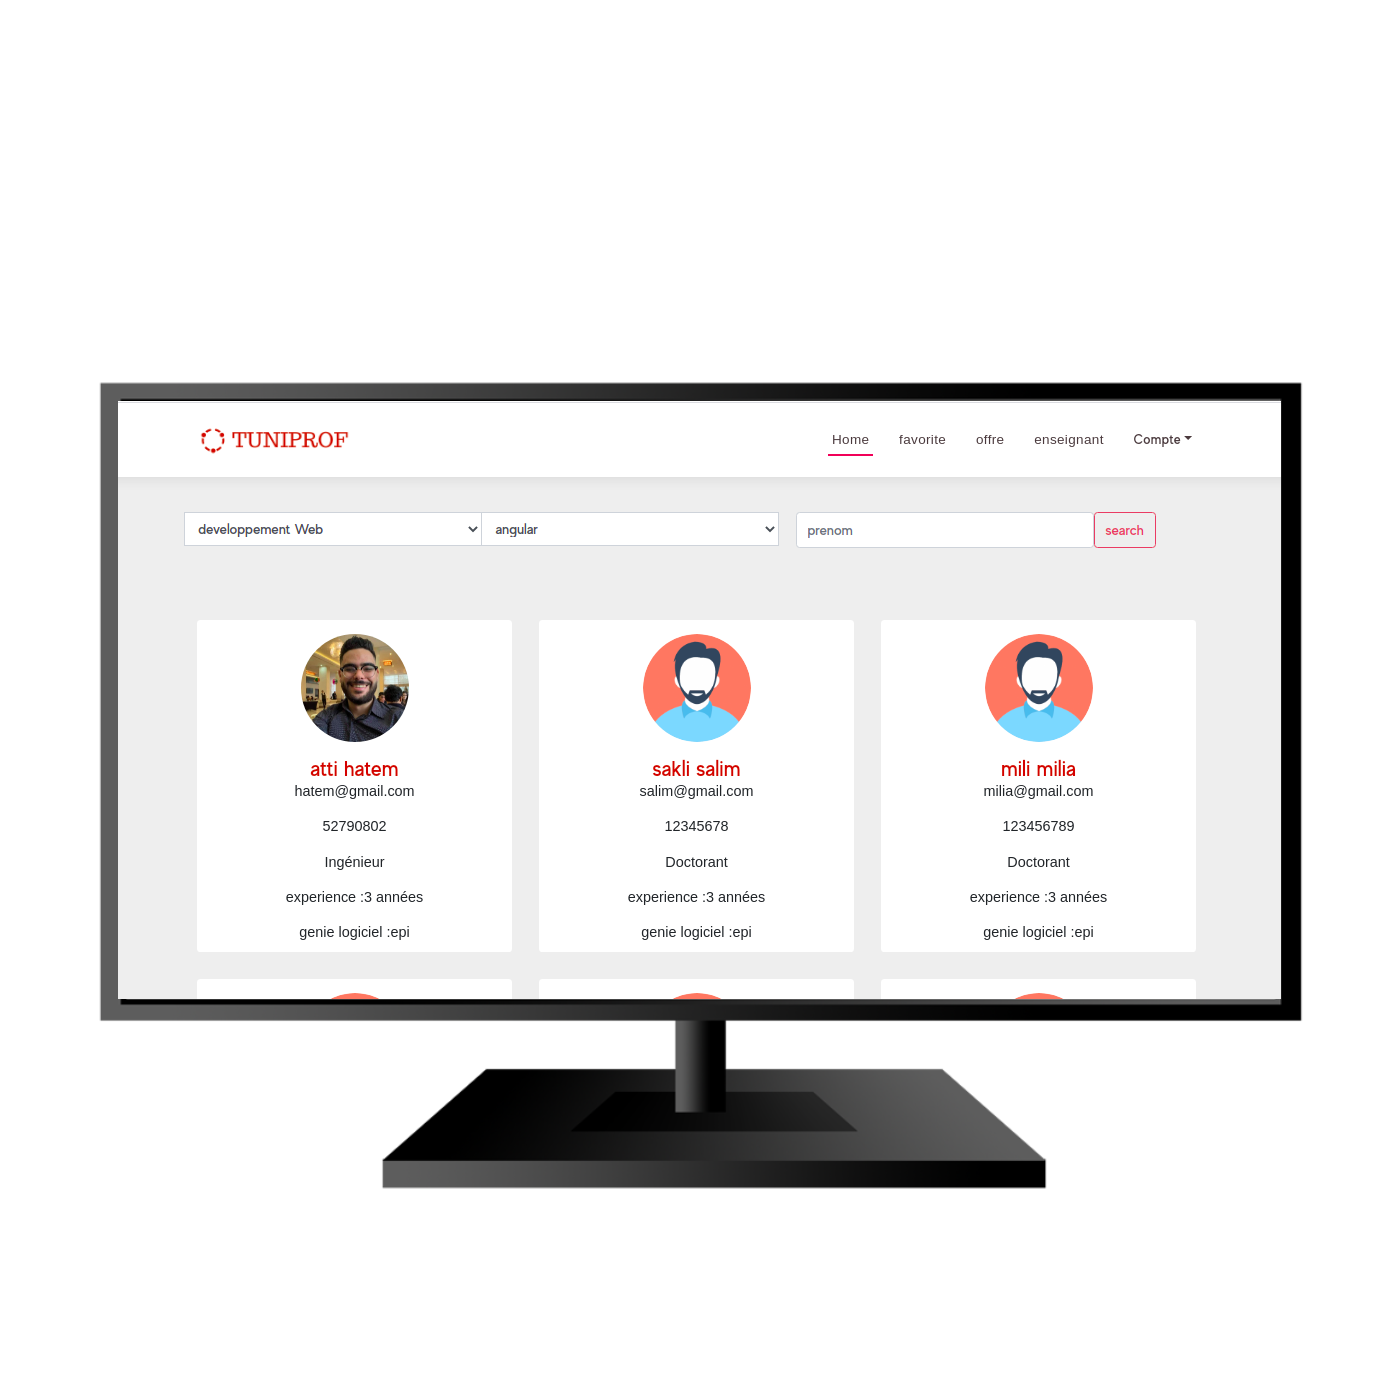 TUNIPROF
Home favorite offre enseignant Compte
developpement Web angular prenom search
atti hatem sakli salim mili milia
hatem@gmail.com salim@gmail.com milia@gmail.com
52790802 12345678 123456789
Ingénieur Doctorant Doctorant
experience :3 années experience :3 années experience :3 années
genie logiciel :epi genie logiciel :epi genie logiciel :epi